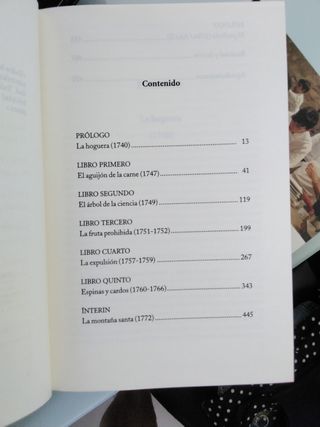 Contenido
PRÓLOGO
La hoguera (1740) 13
LIBRO PRIMERO
El aguijón de la carne (1747) 41
LIBRO SEGUNDO
El árbol de la ciencia (1749) 119
LIBRO TERCERO
La fruta prohibida (1751-1752) 199
LIBRO CUARTO
La expulsión (1757-1759) 267
LIBRO QUINTO
Espinas y cardos (1760-1766) 343
ÍNTERIN
La montaña santa (1772) 445